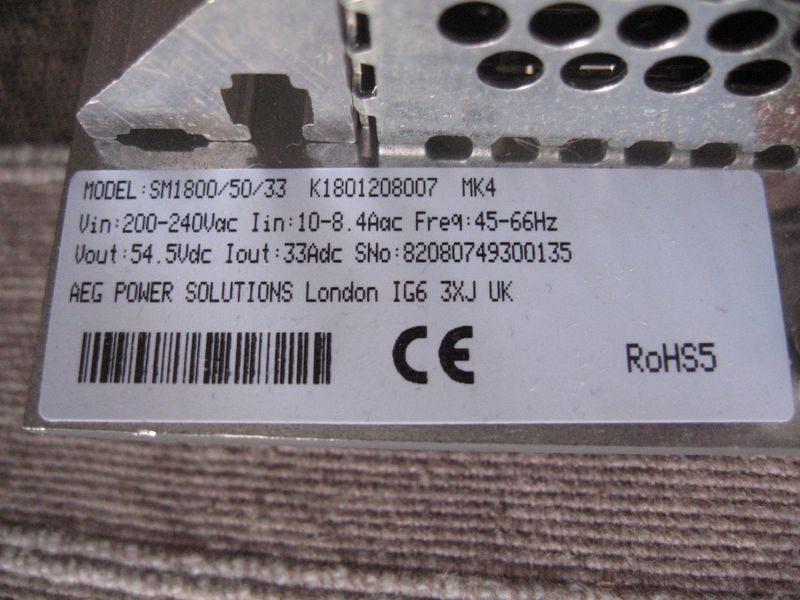 MODEL:SM1800/50/33 K1801208007 MK4
Vin:200-240Vac Iin:10-8.4Aac Freq:45-66Hz
Vout:54.5Vdc Iout:33Adc SNo:82080749300135
AEG POWER SOLUTIONS London IG6 3XJ UK
CE RoHS5